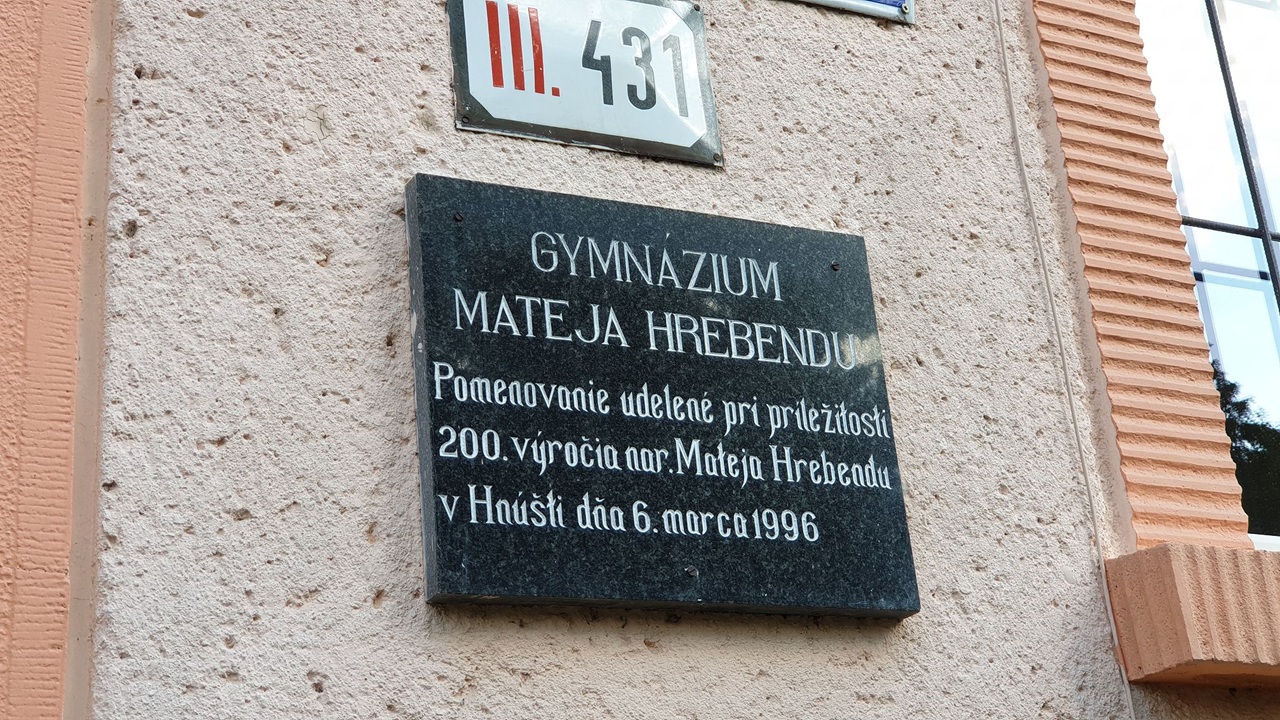 III. 431
GYMNÁZIUM
MATEJA HREBENDU
Pomenovanie udelené pri príležitosti
200. výročia nar. Mateja Hrebendu
v Hnúšti dňa 6. marca 1996